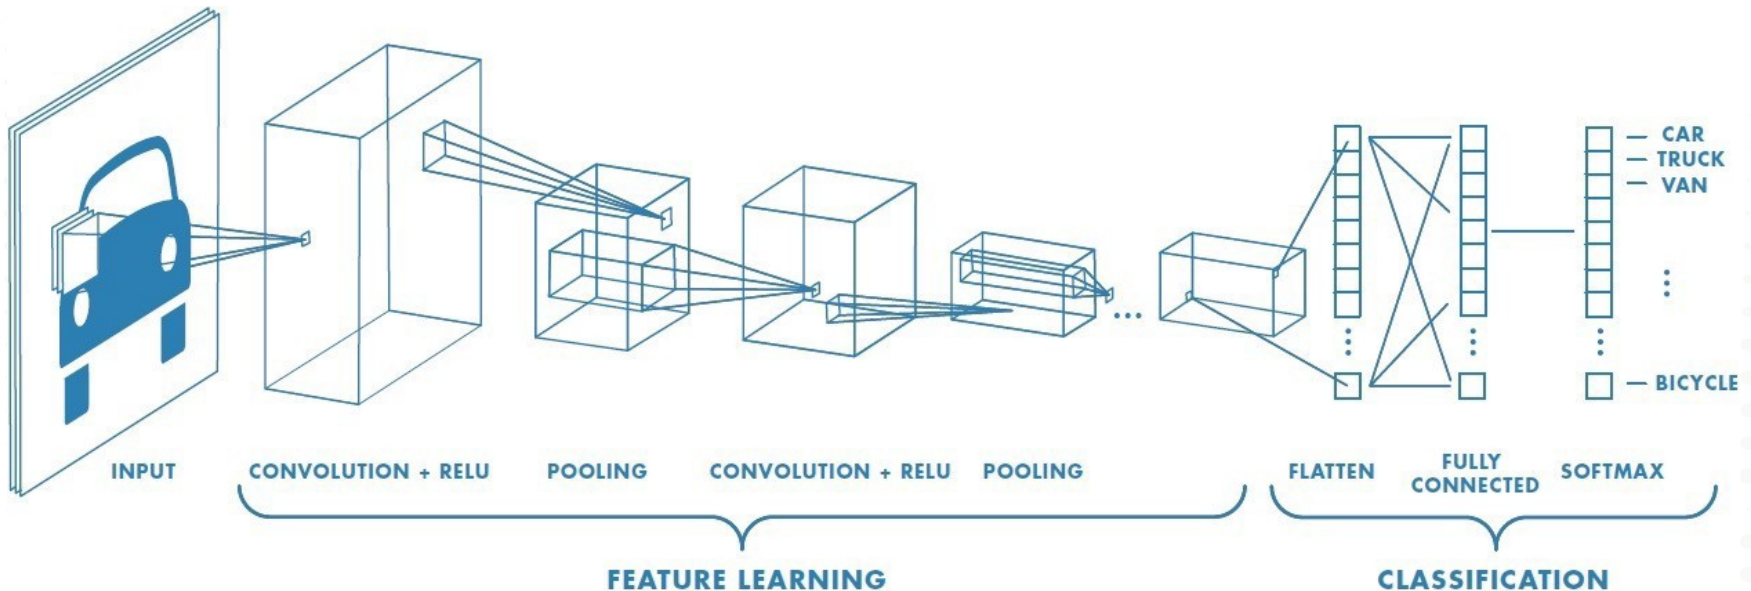 CAR
TRUCK
VAN
BICYCLE
INPUT
CONVOLUTION + RELU
POOLING
CONVOLUTION + RELU
POOLING
FLATTEN
FULLY
CONNECTED
SOFTMAX
FEATURE LEARNING
CLASSIFICATION